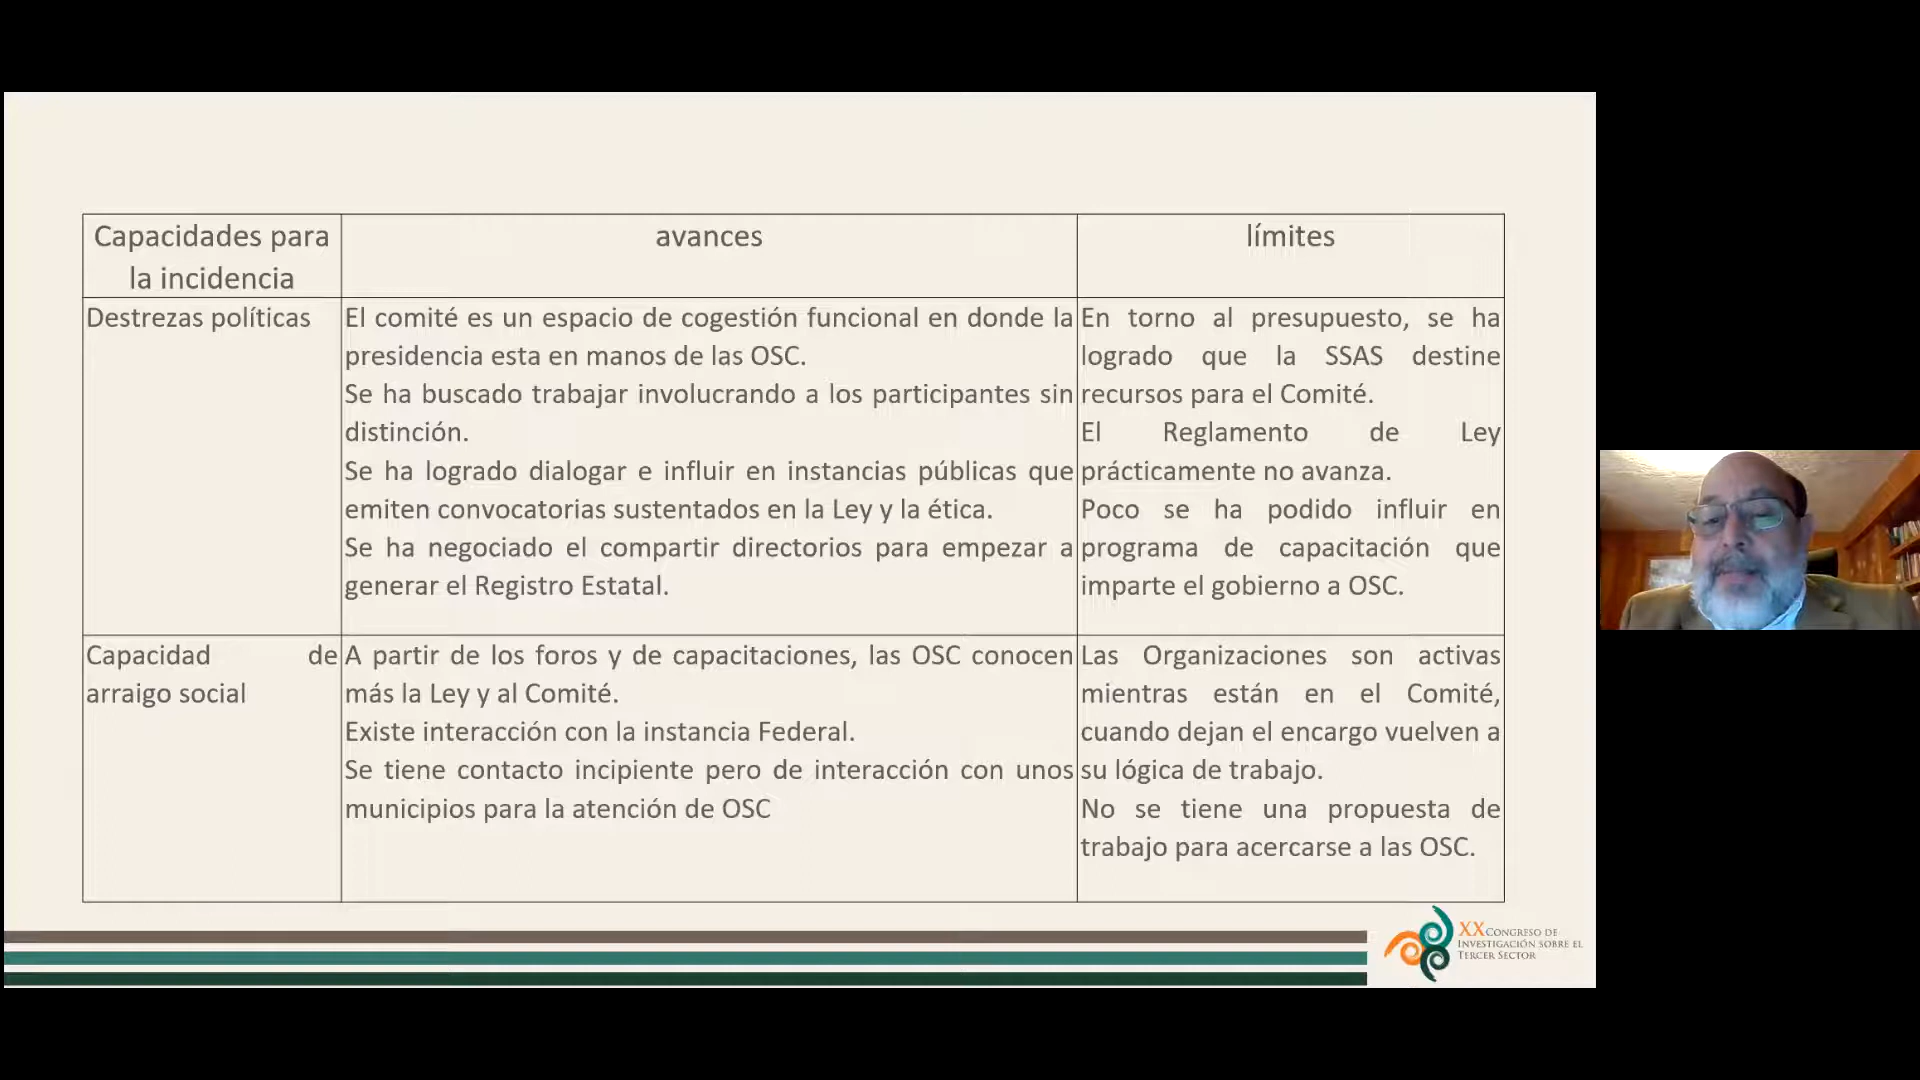 Capacidades para
la incidencia
avances
límites
Destrezas políticas
El comité es un espacio de cogestión funcional en donde la
presidencia esta en manos de las OSC.
Se ha buscado trabajar involucrando a los participantes sin
distinción.
Se ha logrado dialogar e influir en instancias públicas que
emiten convocatorias sustentados en la Ley y la ética.
Se ha negociado el compartir directorios para empezar a
generar el Registro Estatal.
En torno al presupuesto, se ha
logrado que la SSAS destine
recursos para el Comité.
El Reglamento de Ley
prácticamente no avanza.
Poco se ha podido influir en
programa de capacitación que
imparte el gobierno a OSC.
Capacidad de
arraigo social
A partir de los foros y de capacitaciones, las OSC conocen
más la Ley y al Comité.
Existe interacción con la instancia Federal.
Se tiene contacto incipiente pero de interacción con unos
municipios para la atención de OSC
Las Organizaciones son activas
mientras están en el Comité,
cuando dejan el encargo vuelven a
su lógica de trabajo.
No se tiene una propuesta de
trabajo para acercarse a las OSC.
XX CONGRESO DE
INVESTIGACIÓN SOBRE EL
TERCER SECTOR